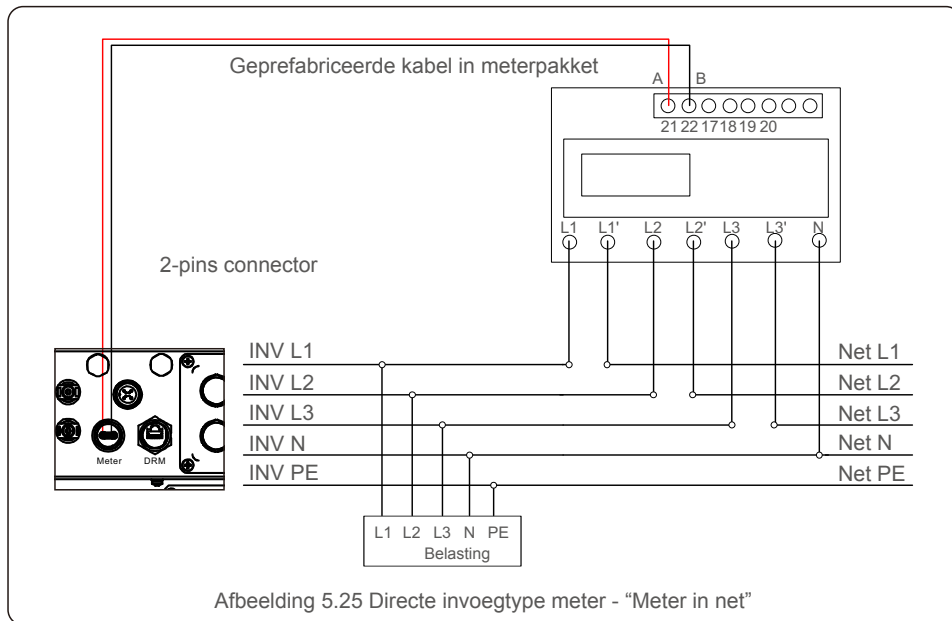 Geprefabriceerde kabel in meterpakket
A B
21 22 17 18 19 20
L1 L1' L2 L2' L3 L3' N
2-pins connector
INV L1
INV L2
INV L3
INV N
INV PE
Net L1
Net L2
Net L3
Net N
Net PE
Meter DRM
L1 L2 L3 N PE
Belasting
Afbeelding 5.25 Directe invoegtype meter - “Meter in net”